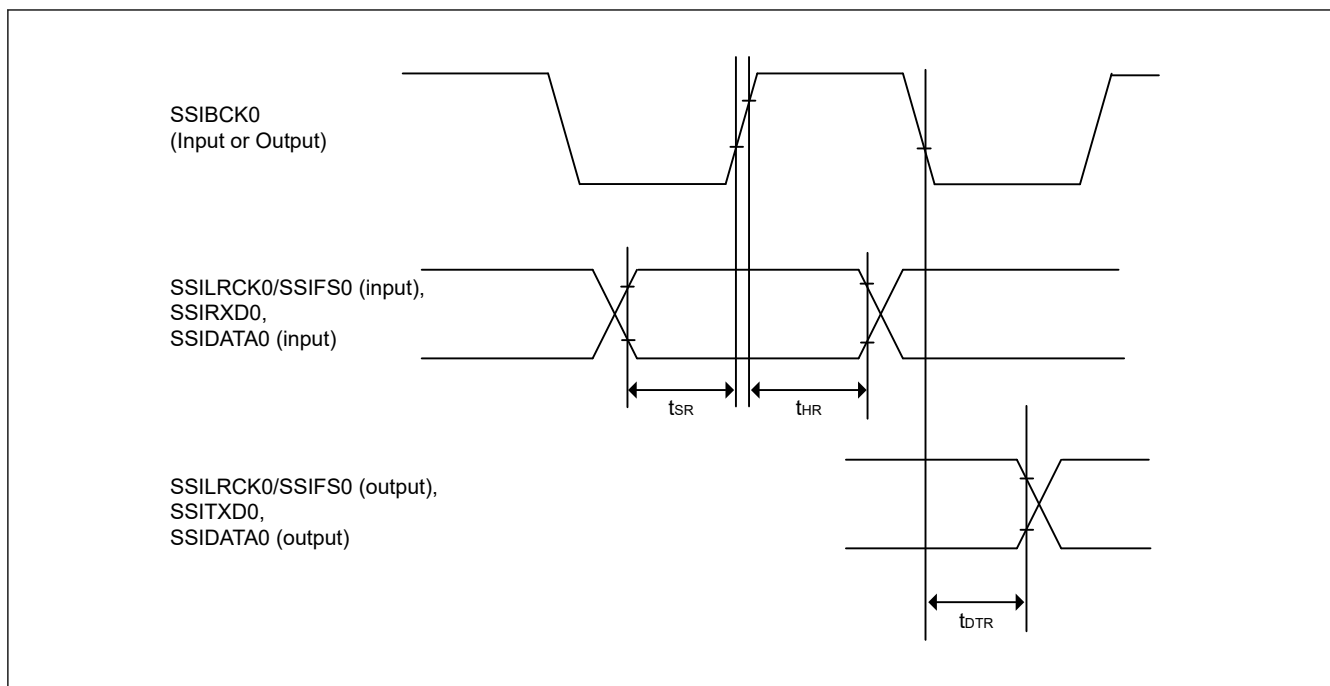 SSIBCK0
(Input or Output)
SSILRCK0/SSIFS0 (input),
SSIRXD0,
SSIDATA0 (input)
tSR
tHR
SSILRCK0/SSIFS0 (output),
SSITXD0,
SSIDATA0 (output)
tDTR